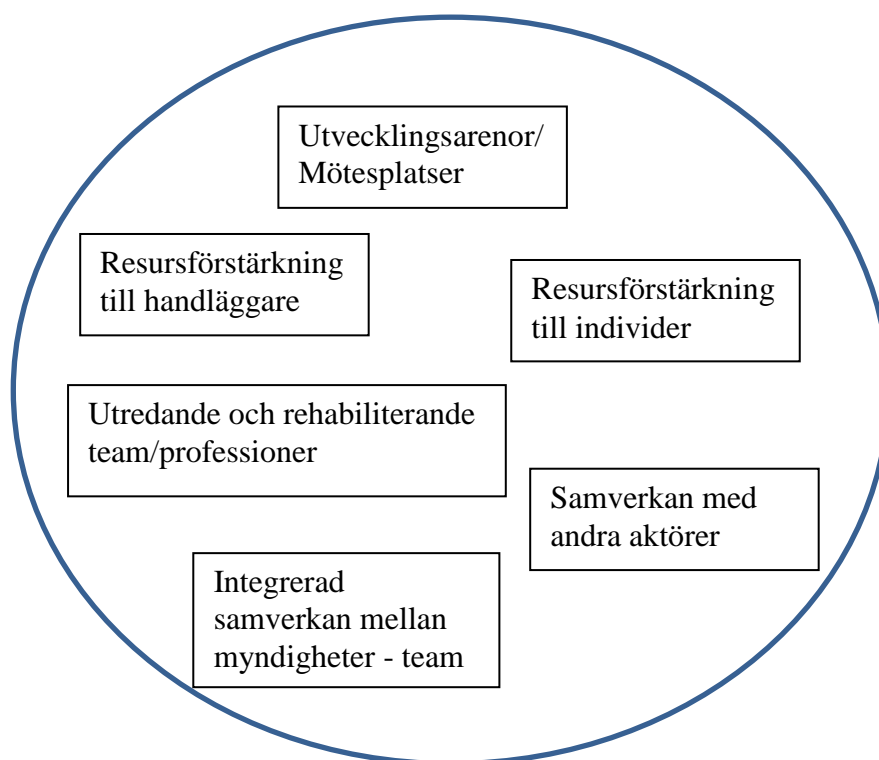 Utvecklingsarenor/
Mötesplatser
Resursförstärkning
till handläggare
Resursförstärkning
till individer
Utredande och rehabiliterande
team/professioner
Samverkan med
andra aktörer
Integrerad
samverkan mellan
myndigheter - team